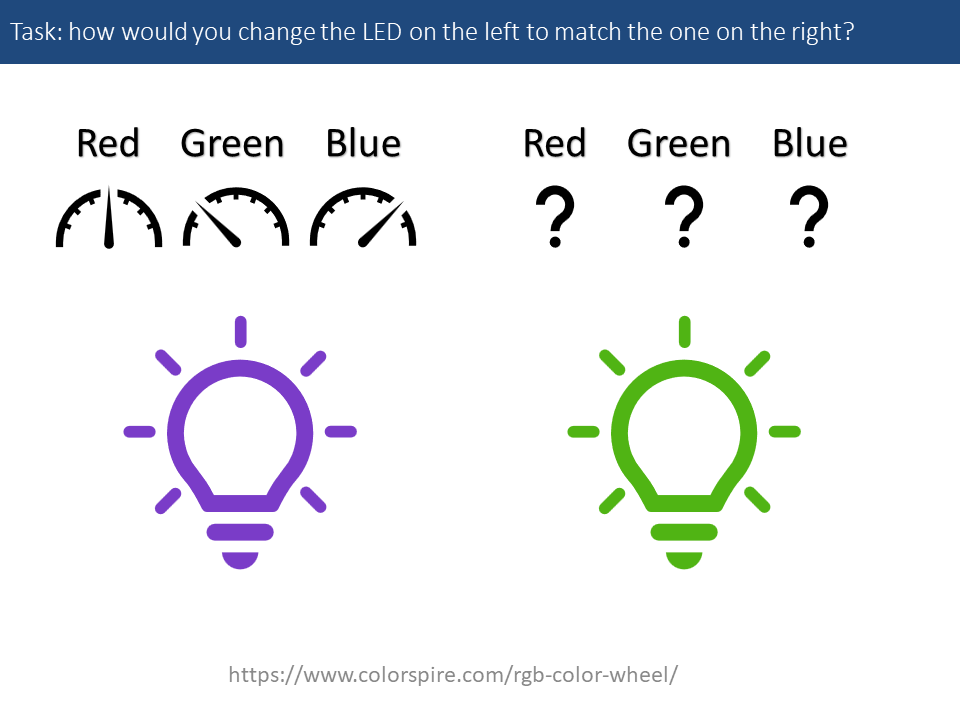 Task: how would you change the LED on the left to match the one on the right?
Red Green Blue Red Green Blue
? ? ?
https://www.colorspire.com/rgb-color-wheel/